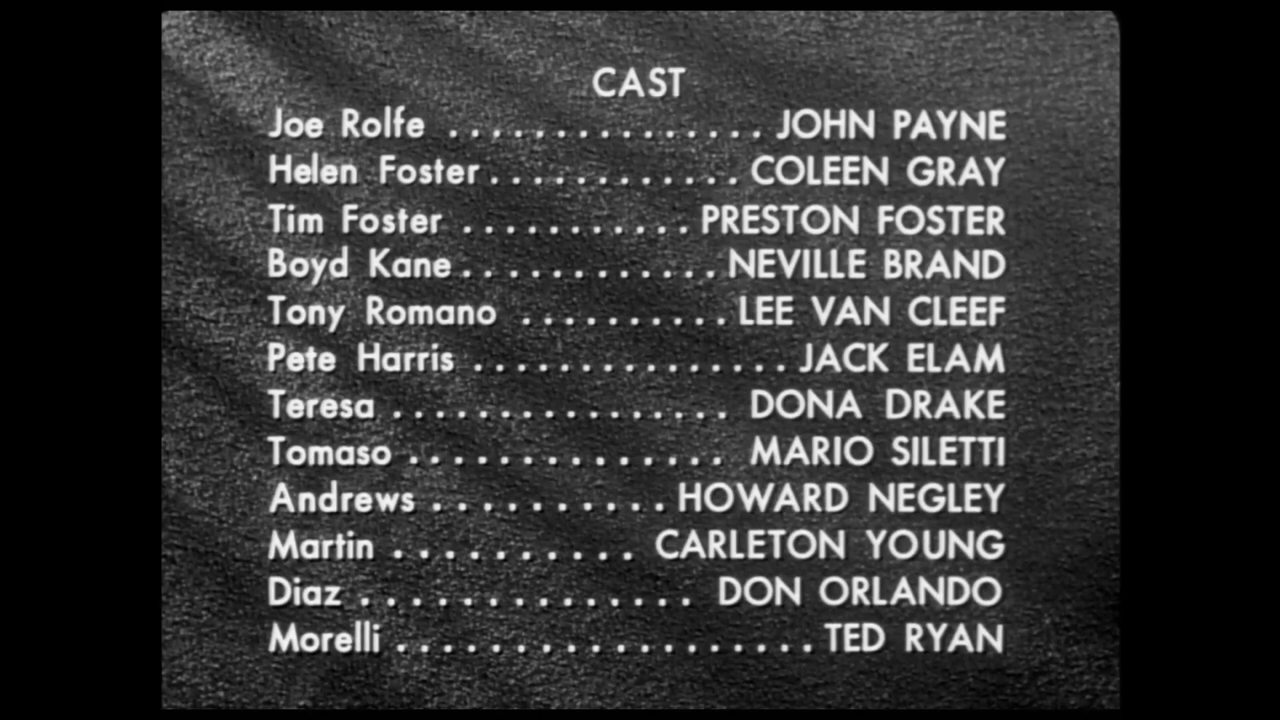 CAST
Joe Rolfe ............... JOHN PAYNE
Helen Foster............ COLEEN GRAY
Tim Foster ........... PRESTON FOSTER
Boyd Kane............ NEVILLE BRAND
Tony Romano .......... LEE VAN CLEEF
Pete Harris ............... JACK ELAM
Teresa ................ DONA DRAKE
Tomaso .............. MARIO SILETTI
Andrews .......... HOWARD NEGLEY
Martin .......... CARLETON YOUNG
Diaz .............. DON ORLANDO
Morelli .................. TED RYAN